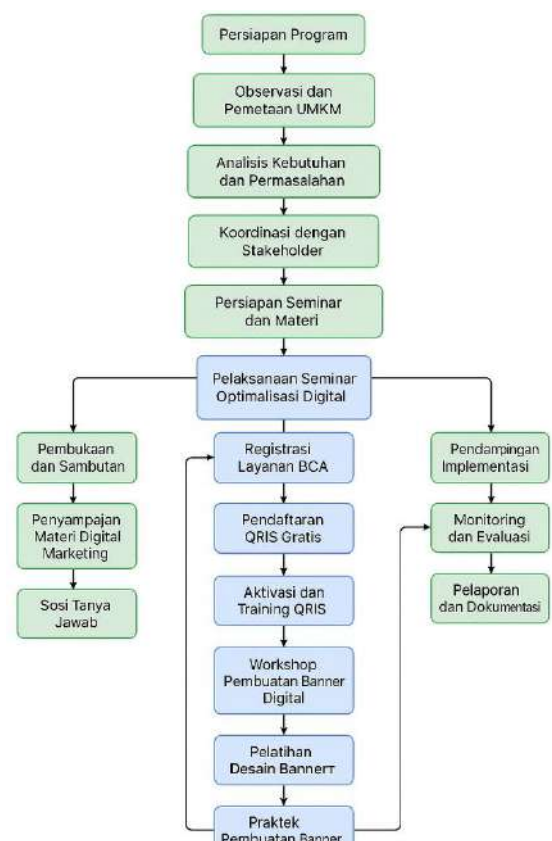 Persiapan Program
Observasi dan
Pemetaan UMKM
Analisis Kebutuhan
dan Permasalahan
Koordinasi dengan
Stakeholder
Persiapan Seminar
dan Materi
Pelaksanaan Seminar
Optimalisasi Digital
Pembukaan
dan Sambutan
Penyampajan
Materi Digital
Marketing
Sosi Tanya
Jawab
Registrasi
Layanan BCA
Pendaftaran
QRIS Gratis
Aktivasi dan
Training QRIS
Workshop
Pembuatan Banner
Digital
Pelatihan
Desain Bannerт
Praktek
Pembuatan Banner
Pendampingan
Implementasi
Monitoring
dan Evaluasi
Pelaporan
dan Dokumentasi